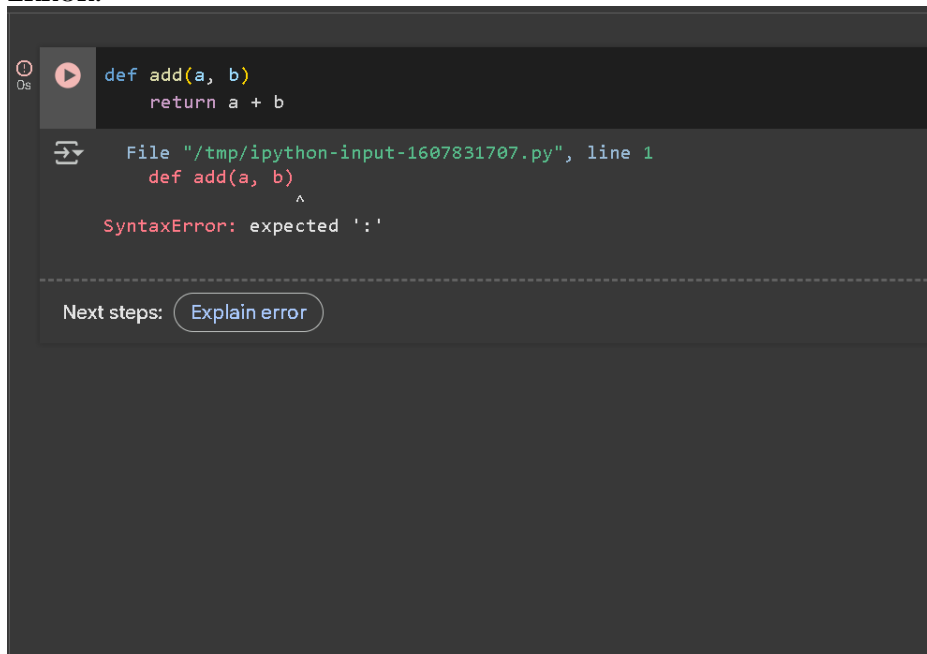 0s
def add(a, b)
    return a + b
File "/tmp/ipython-input-1607831707.py", line 1
    def add(a, b)
                 ^
SyntaxError: expected ':'
Next steps: Explain error